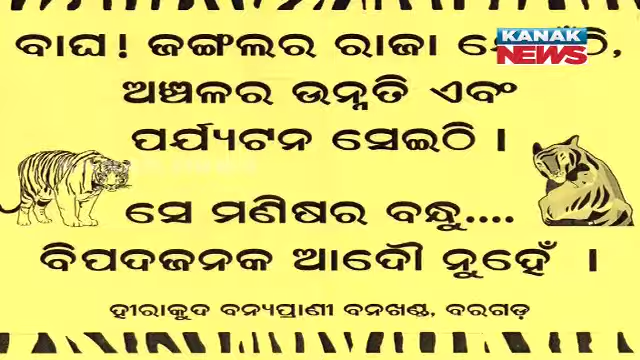 ବାଘ! ଜଙ୍ଗଲର ରାଜା
KANAK
NEWS
ଅଞ୍ଚଳର ଉନ୍ନତି ଏବଂ
ପର୍ଯ୍ୟଟନ ସେଇଠି ।
ସେ ମଣିଷର ବନ୍ଧୁ....
ବିପଦଜନକ ଆଦୌ ନୁହେଁ ।
ହୀରାକୁଦ ବନ୍ୟପ୍ରାଣୀ ବନଖଣ୍ଡ, ବରଗଡ଼